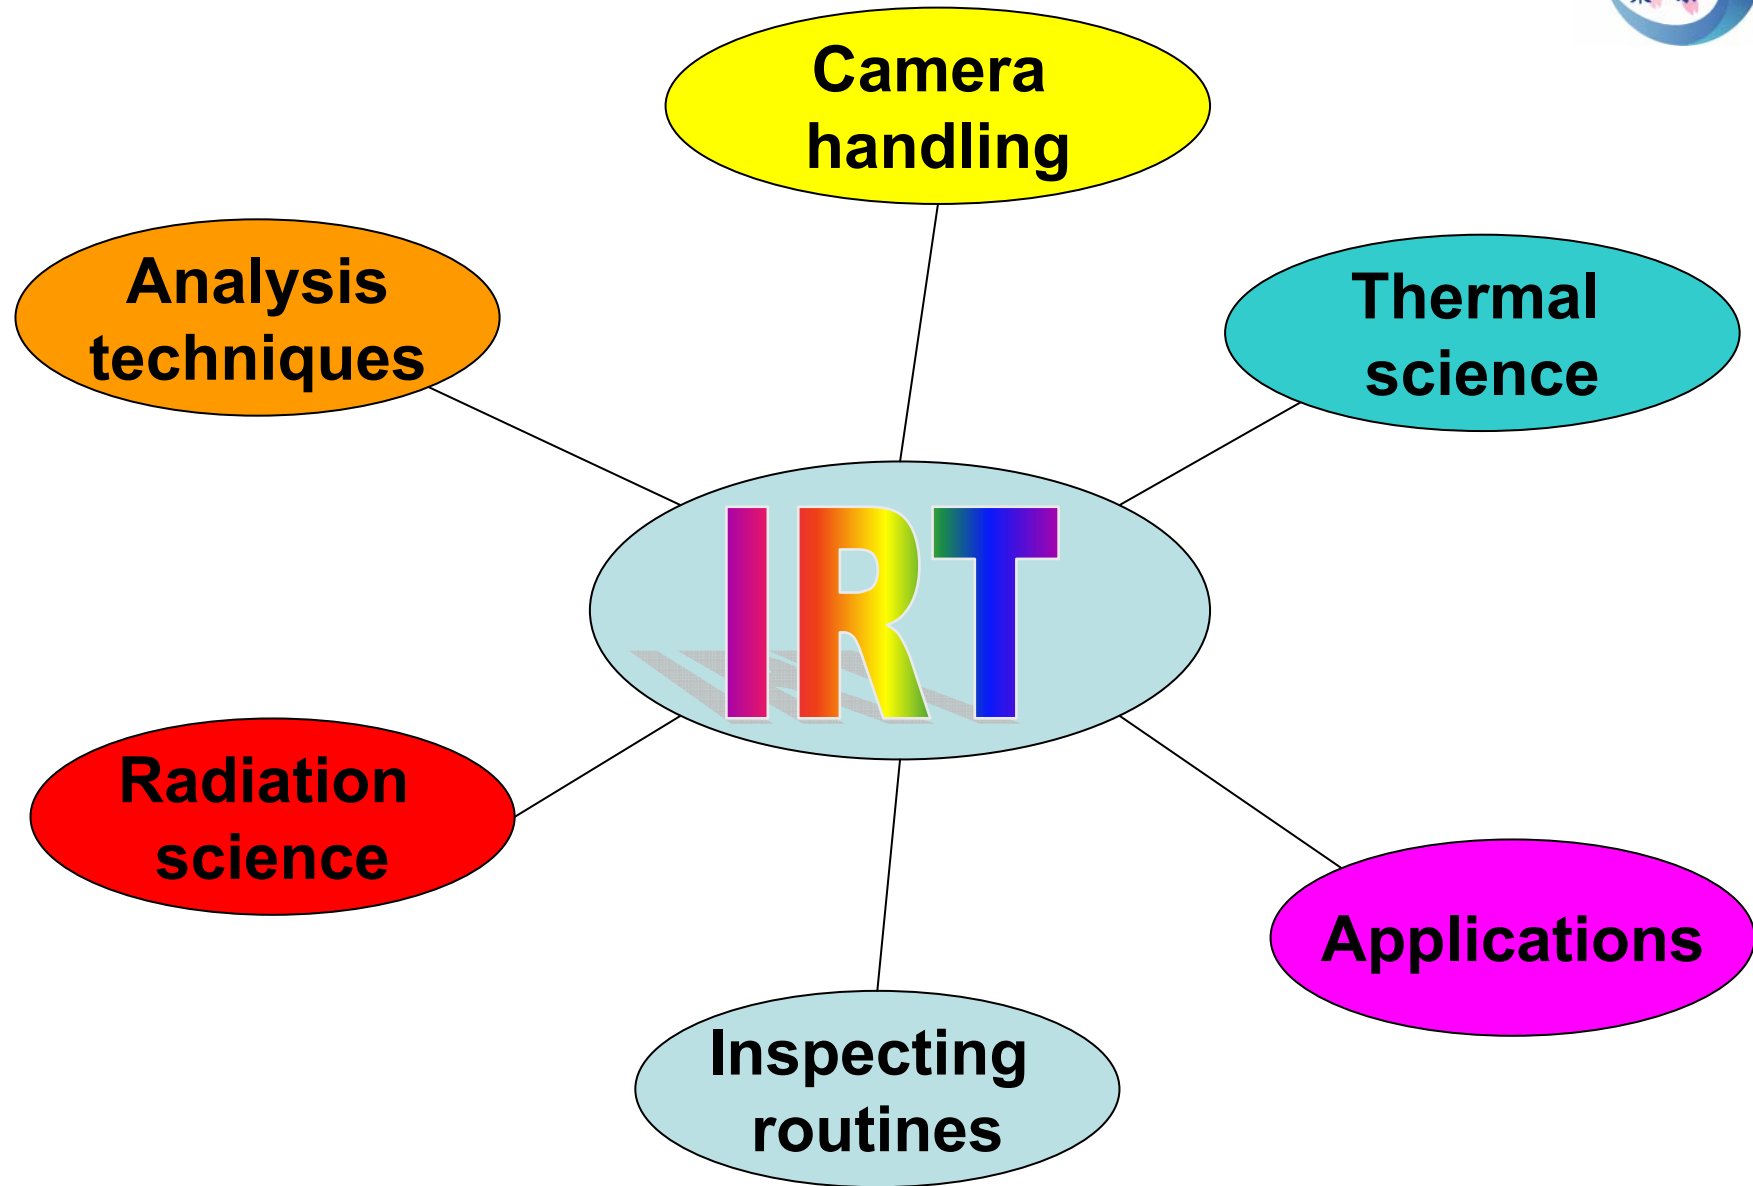 Camera
handling
Analysis
techniques
Thermal
science
IRT
Radiation
science
Applications
Inspecting
routines